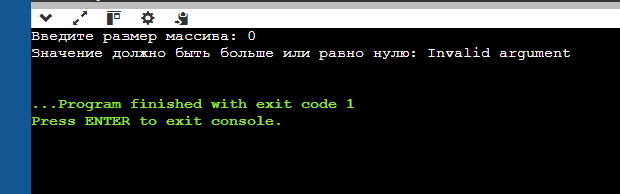 Введите размер массива: 0
Значение должно быть больше или равно нулю: Invalid argument
...Program finished with exit code 1
Press ENTER to exit console.